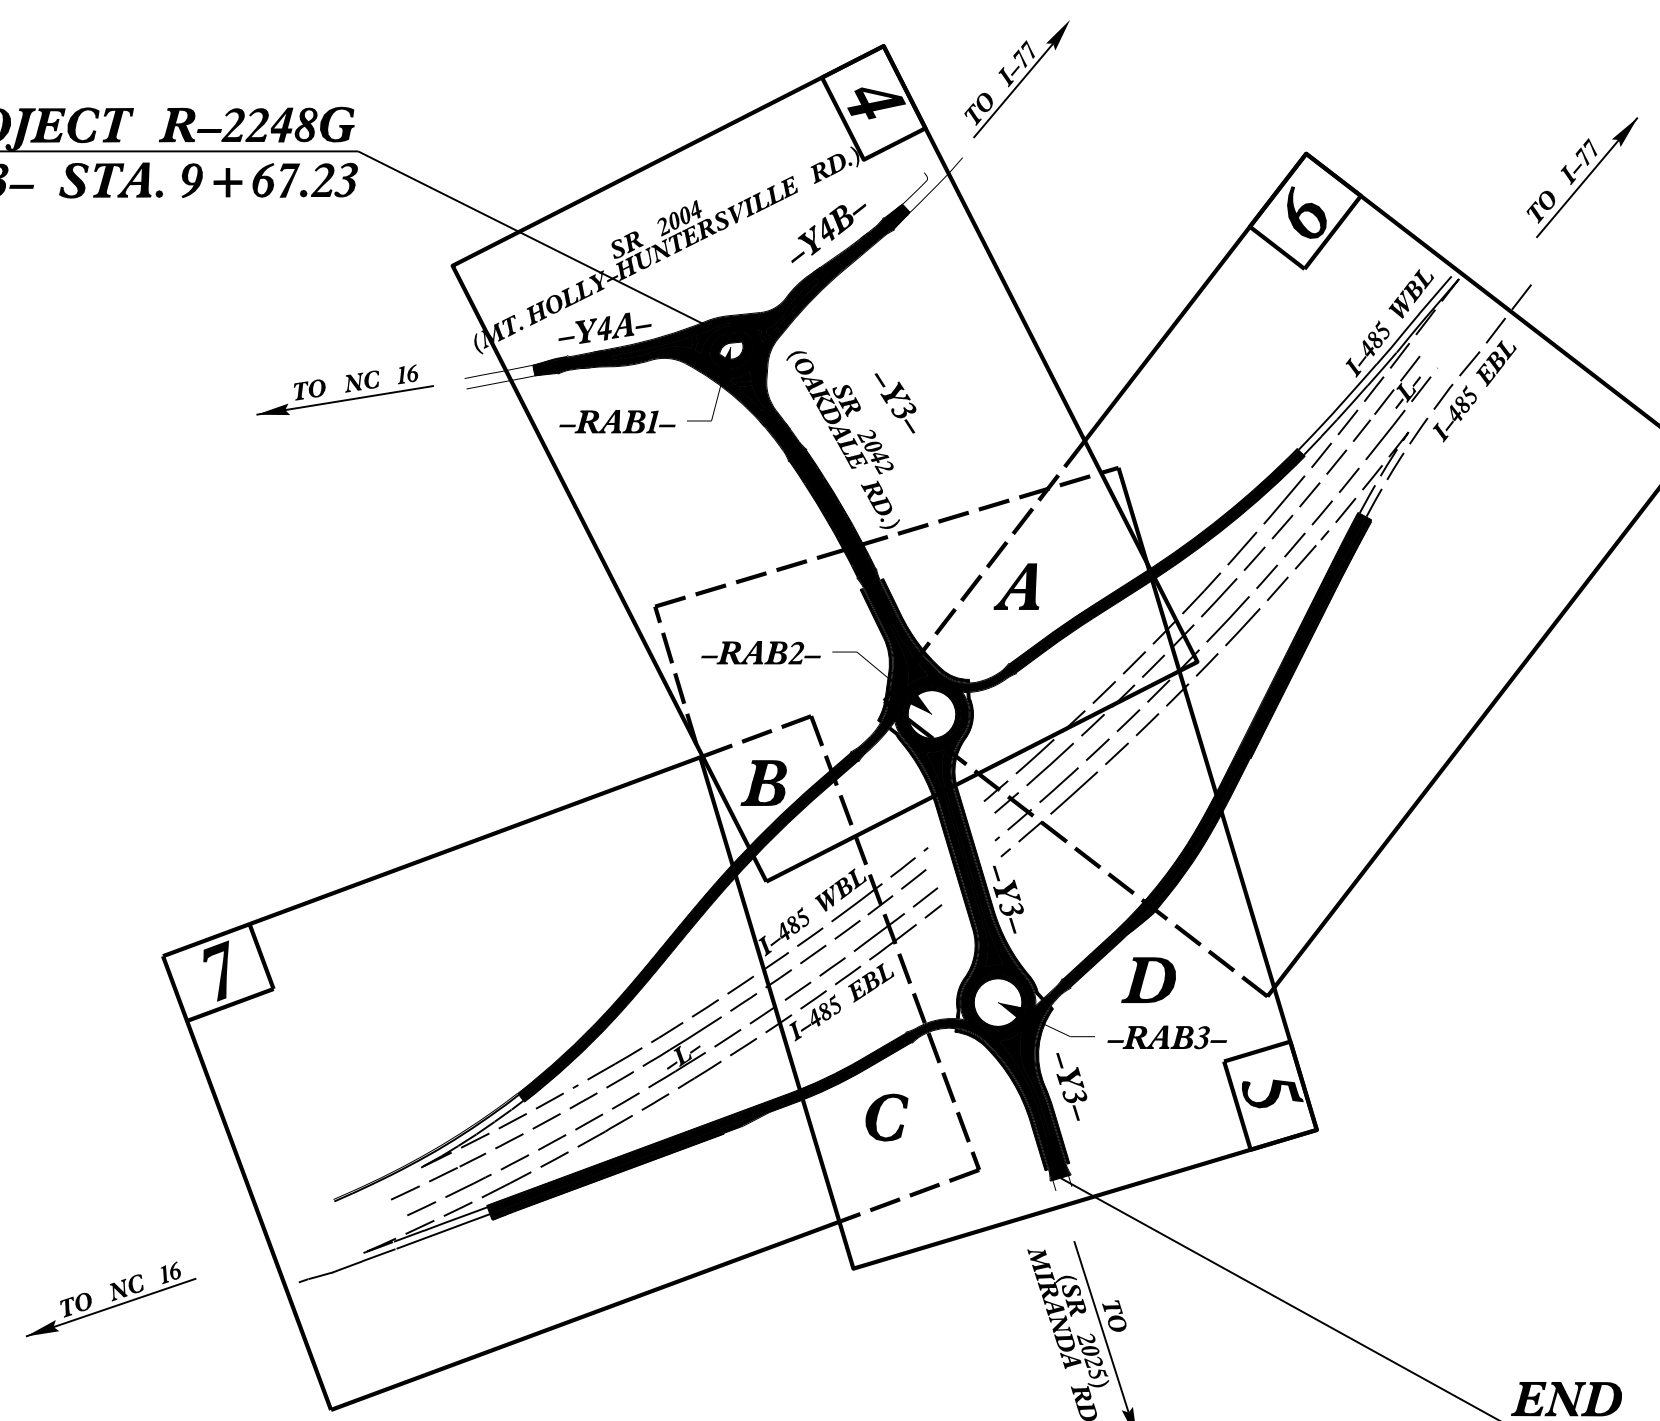 OJECT R–2248G
3– STA. 9+67.23
4
TO I–77
6
TO I–77
SR 2004
(MT. HOLLY–HUNTERSVILLE RD.)
–Y4B–
–Y4A–
TO NC 16
–RAB1–
–Y3–
SR 2042
(OAKDALE RD.)
I–485 WBL
–L–
I–485 EBL
A
–RAB2–
B
I–485 WBL
–Y3–
7
I–485 EBL
–L–
D
–RAB3–
–Y3–
5
C
TO NC 16
TO
(SR 2025)
MIRANDA RD
END